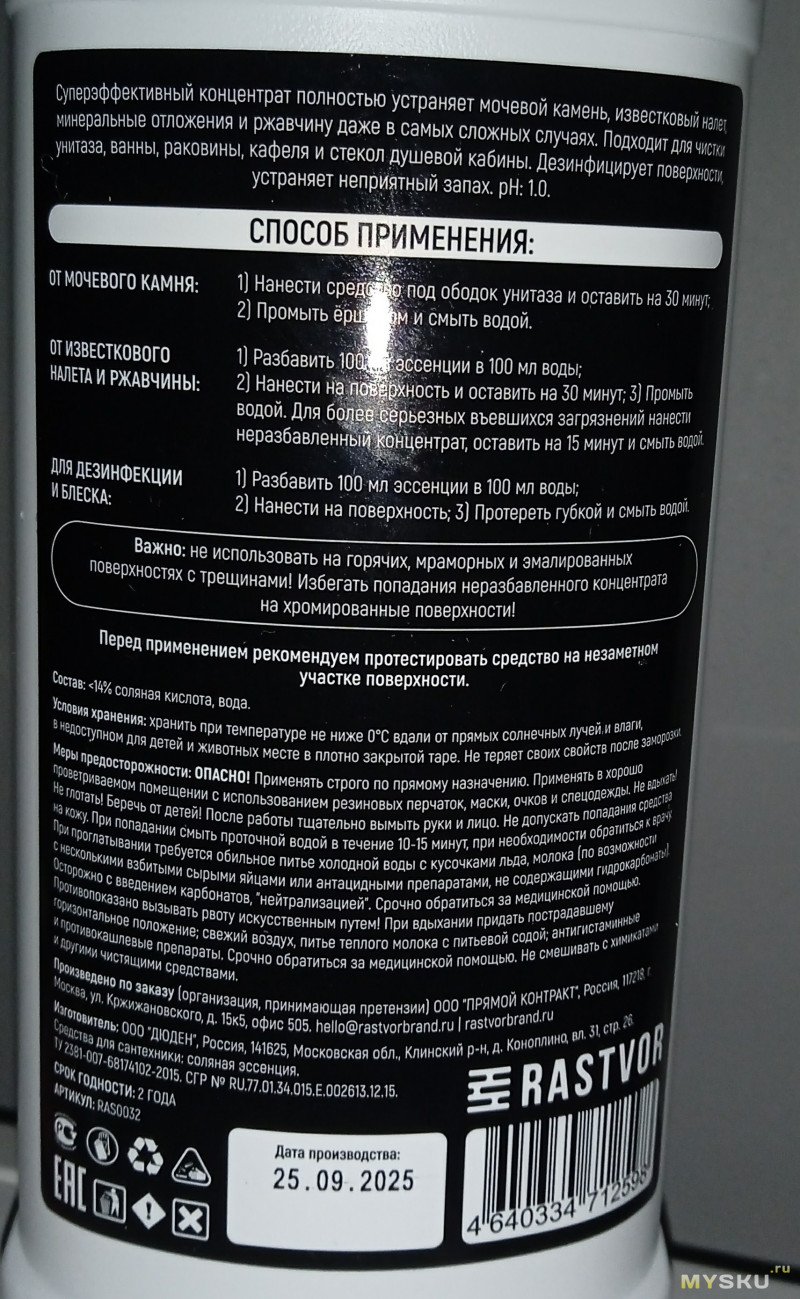 Суперэффективный концентрат полностью устраняет мочевой камень, известковый налет,
минеральные отложения и ржавчину даже в самых сложных случаях. Подходит для чистки
унитаза, ванны, раковины, кафеля и стекол душевой кабины. Дезинфицирует поверхности,
устраняет неприятный запах. pH: 1.0.
СПОСОБ ПРИМЕНЕНИЯ:
ОТ МОЧЕВОГО КАМНЯ:
1) Нанести средство под ободок унитаза и оставить на 30 минут;
2) Промыть ёршиком и смыть водой.
ОТ ИЗВЕСТКОВОГО
НАЛЕТА И РЖАВЧИНЫ:
1) Разбавить 100 эссенции в 100 мл воды;
2) Нанести на поверхность и оставить на 30 минут; 3) Промыть
водой. Для более серьезных въевшихся загрязнений нанести
неразбавленный концентрат, оставить на 15 минут и смыть водой.
ДЛЯ ДЕЗИНФЕКЦИИ
И БЛЕСКА:
1) Разбавить 100 мл эссенции в 100 мл воды;
2) Нанести на поверхность; 3) Протереть губкой и смыть водой.
Важно: не использовать на горячих, мраморных и эмалированных
поверхностях с трещинами! Избегать попадания неразбавленного концентрата
на хромированные поверхности!
Перед применением рекомендуем протестировать средство на незаметном
участке поверхности.
Состав: <14% соляная кислота, вода.
Условия хранения: хранить при температуре не ниже 0°С вдали от прямых солнечных лучей и влаги,
в недоступном для детей и животных месте в плотно закрытой таре. Не теряет своих свойств после заморозки.
Меры предосторожности: ОПАСНО! Применять строго по прямому назначению. Применять в хорошо
проветриваемом помещении с использованием резиновых перчаток, маски, очков и спецодежды. Не вдыхать!
Не глотать! Беречь от детей! После работы тщательно вымыть руки и лицо. Не допускать попадания средства
на кожу. При попадании смыть проточной водой в течение 10-15 минут, при необходимости обратиться к врачу
При проглатывании требуется обильное питье холодной воды с кусочками льда, молока (по возможности
с несколькими взбитыми сырыми яйцами или антацидными препаратами, не содержащими гидрокарбонаты).
Осторожно с введением карбонатов, "нейтрализацией". Срочно обратиться за медицинской помощью.
Противопоказано вызывать рвоту искусственным путем! При вдыхании придать пострадавшему
горизонтальное положение; свежий воздух, питье теплого молока с питьевой содой; антигистаминные
и противокашлевые препараты. Срочно обратиться за медицинской помощью. Не смешивать с химикатами
и другими чистящими средствами.
Произведено по заказу (организация, принимающая претензии) ООО "ПРЯМОЙ КОНТРАКТ", Россия, 117218, г.
Москва, ул. Кржижановского, д. 15к5, офис 505. hello@rastvorbrand.ru | rastvorbrand.ru
Изготовитель: ООО "ДЮДЕН", Россия, 141625, Московская обл., Клинский р-н, д. Коноплино, вл. 31, стр. 26.
Средства для сантехники: соляная эссенция.
ТУ 2381-007-68174102-2015. СГР № RU.77.01.34.015.Е.002613.12.15.
СРОК ГОДНОСТИ: 2 ГОДА
АРТИКУЛ: RAS0032
RASTVOR
EAC
Дата производства:
25.09.2025
4 640334 712598
MYSKU.ru